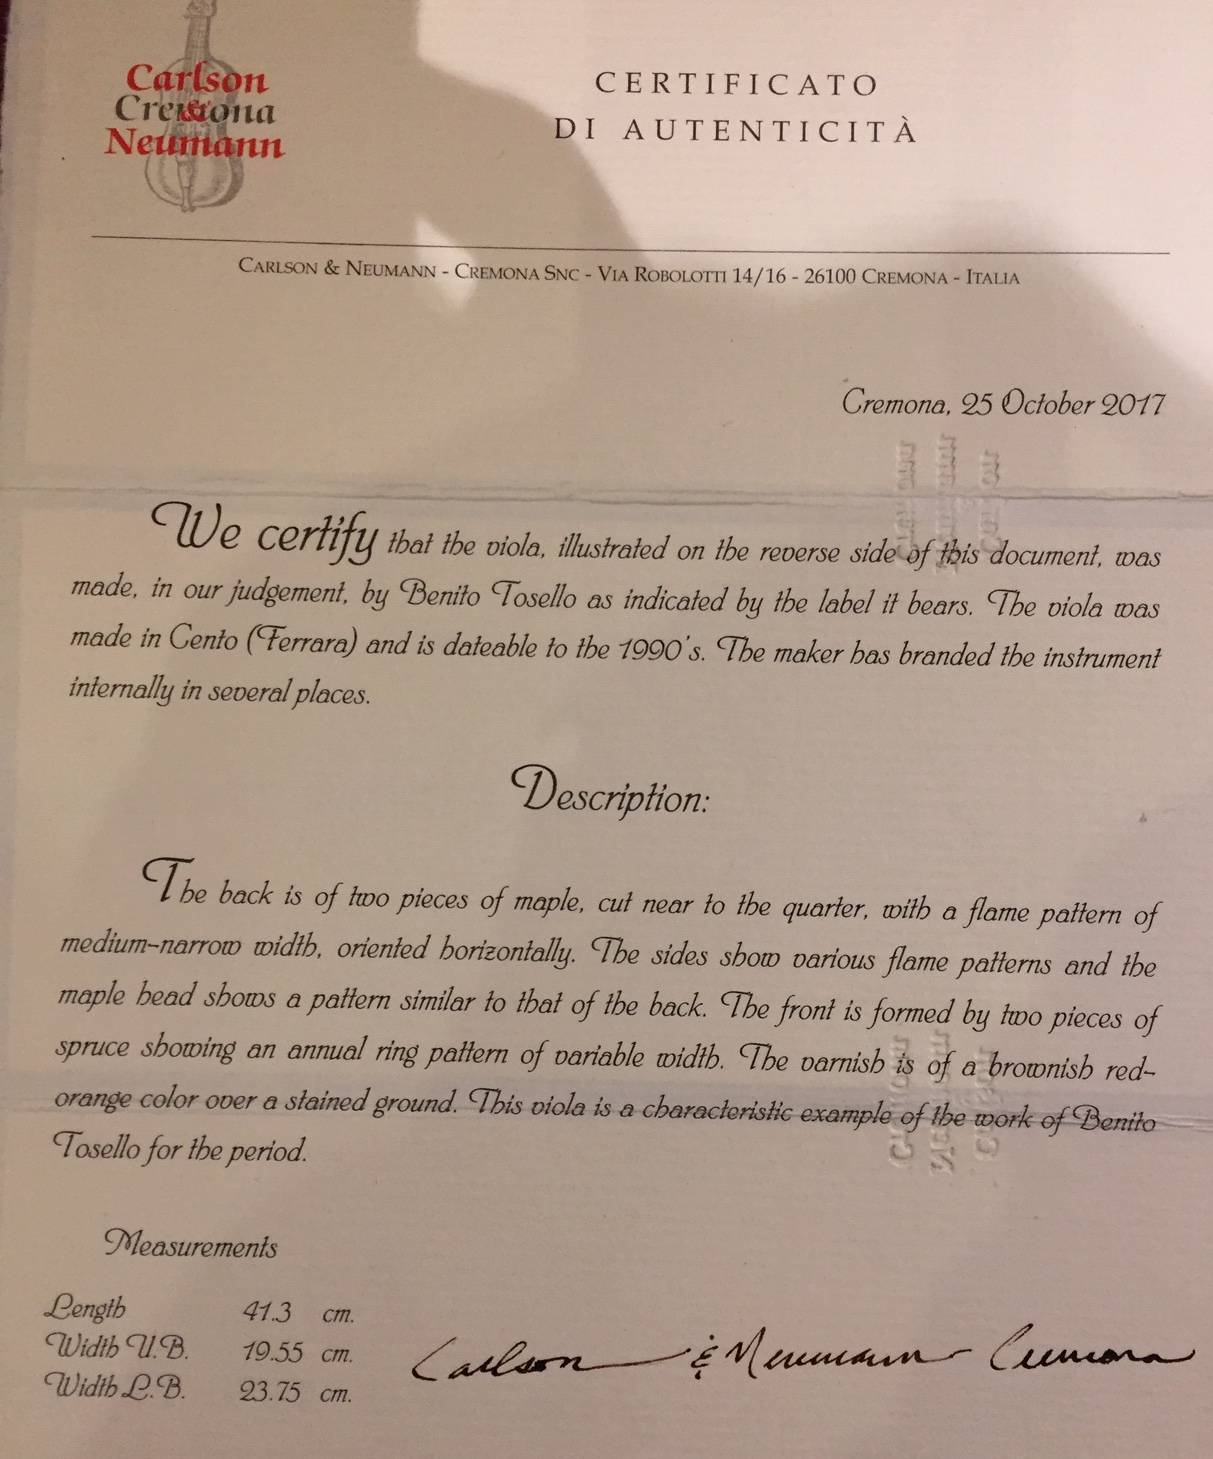 Carlson
&
Cremona
Neumann
CERTIFICATO
DI AUTENTICITÀ
CARLSON & NEUMANN - CREMONA SNC - VIA ROBOLOTTI 14/16 - 26100 CREMONA - ITALIA
Cremona, 25 October 2017
We certify that the viola, illustrated on the reverse side of this document, was
made, in our judgement, by Benito Tosello as indicated by the label it bears. The viola was
made in Cento (Ferrara) and is dateable to the 1990's. The maker has branded the instrument
internally in several places.
Description:
The back is of two pieces of maple, cut near to the quarter, with a flame pattern of
medium-narrow width, oriented horizontally. The sides show various flame patterns and the
maple head shows a pattern similar to that of the back. The front is formed by two pieces of
spruce showing an annual ring pattern of variable width. The varnish is of a brownish red-
orange color over a stained ground. This viola is a characteristic example of the work of Benito
Tosello for the period.
Measurements
Length 41.3 cm.
Width U.B. 19.55 cm.
Width L.B. 23.75 cm.
Carlson & Neumann Cremona